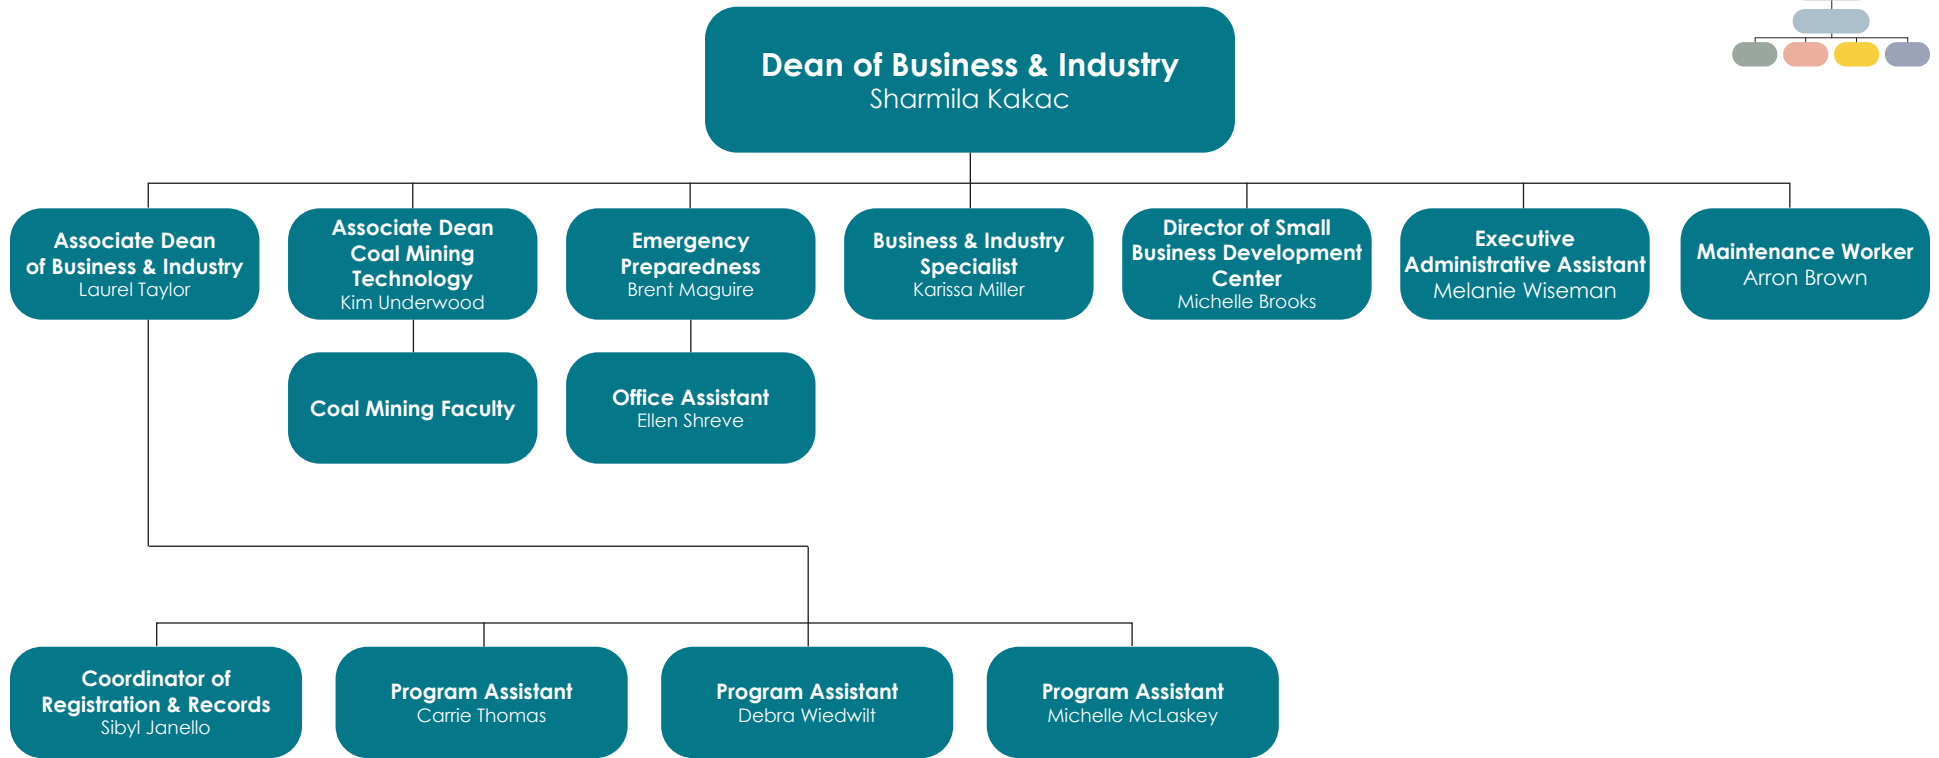 Dean of Business & Industry
Sharmila Kakac
Associate Dean
of Business & Industry
Laurel Taylor
Associate Dean
Coal Mining
Technology
Kim Underwood
Emergency
Preparedness
Brent Maguire
Business & Industry
Specialist
Karissa Miller
Director of Small
Business Development
Center
Michelle Brooks
Executive
Administrative Assistant
Melanie Wiseman
Maintenance Worker
Arron Brown
Coal Mining Faculty
Office Assistant
Ellen Shreve
Coordinator of
Registration & Records
Sibyl Janello
Program Assistant
Carrie Thomas
Program Assistant
Debra Wiedwilt
Program Assistant
Michelle McLaskey